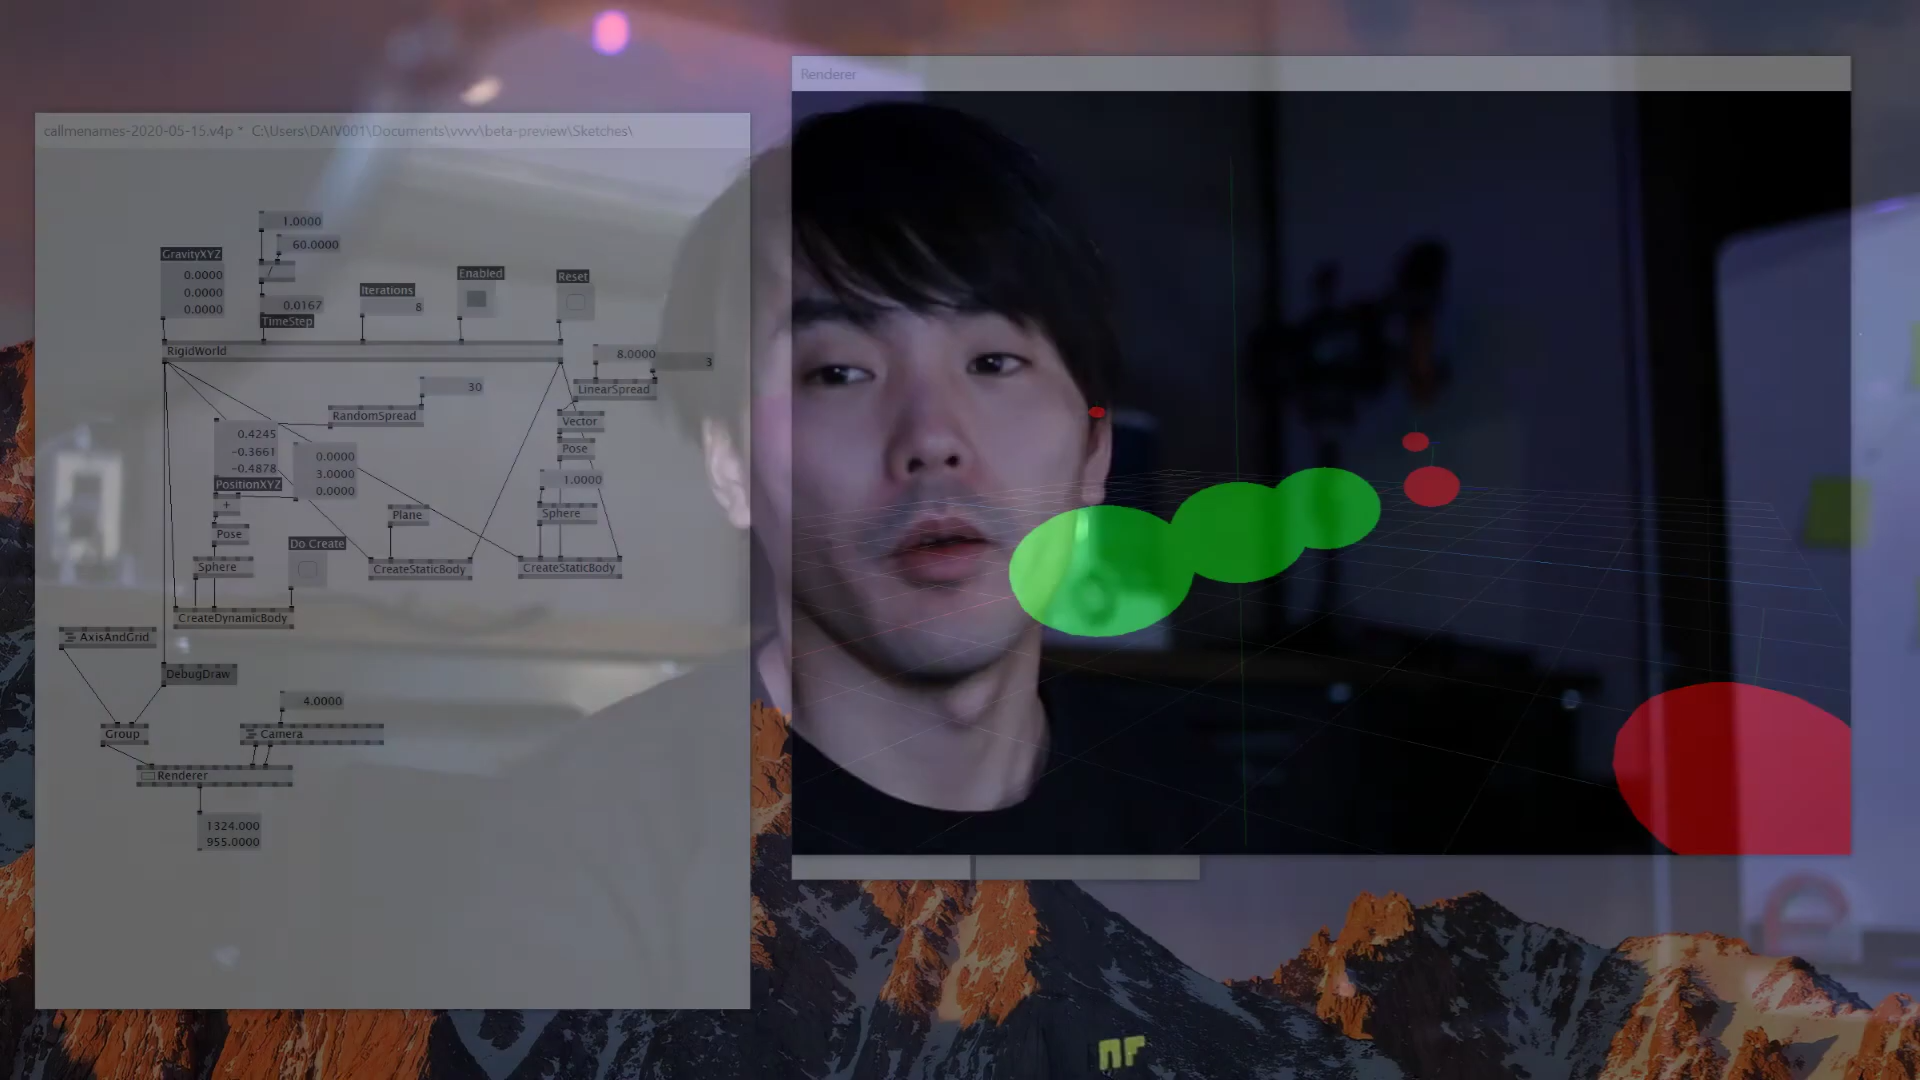 Renderer
callmenames-2020-05-15.v4p * C:\Users\DAIV001\Documents\vvvv\beta-preview\Sketches\
1.0000
60.0000
GravityXYZ
0.0000
0.0000
0.0000
/
0.0167
TimeStep
Iterations
8
Enabled
Reset
RigidWorld
8.0000
3
LinearSpread
30
RandomSpread
Vector
Pose
0.4245
-0.3661
-0.4878
PositionXYZ
0.0000
3.0000
0.0000
1.0000
Sphere
+
Plane
Pose
Do Create
Sphere
CreateStaticBody
CreateStaticBody
CreateDynamicBody
AxisAndGrid
DebugDraw
4.0000
Group
Camera
Renderer
1324.000
955.0000
e
nF